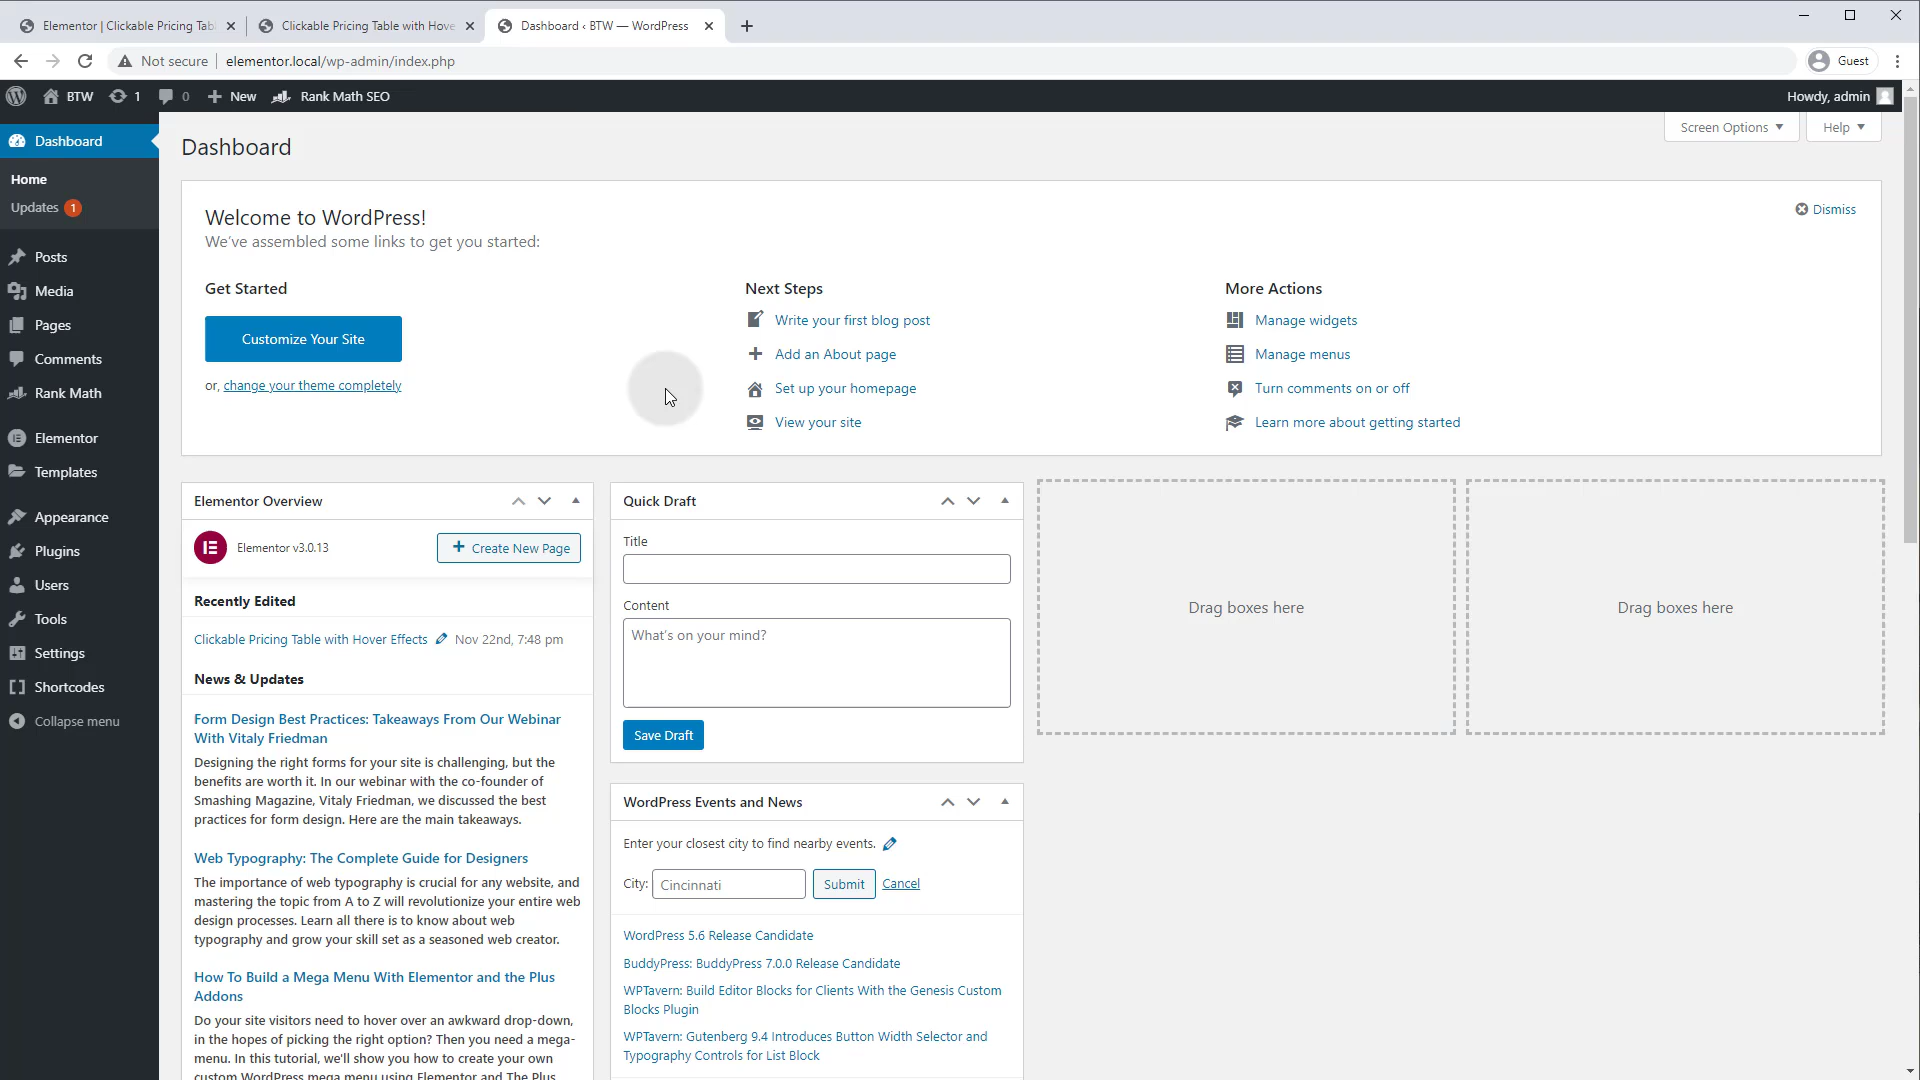 Elementor | Clickable Pricing Tab
Clickable Pricing Table with Hove
Dashboard ‹ BTW — WordPress
Not secure
elementor.local/wp-admin/index.php
Guest
BTW
1
0
New
Rank Math SEO
Howdy, admin
Dashboard
Home
Updates 1
Posts
Media
Pages
Comments
Rank Math
Elementor
Templates
Appearance
Plugins
Users
Tools
Settings
Shortcodes
Collapse menu
Dashboard
Screen Options
Help
Welcome to WordPress!
We've assembled some links to get you started:
Dismiss
Get Started
Customize Your Site
or, change your theme completely
Next Steps
Write your first blog post
Add an About page
Set up your homepage
View your site
More Actions
Manage widgets
Manage menus
Turn comments on or off
Learn more about getting started
Elementor Overview
Elementor v3.0.13
Create New Page
Recently Edited
Clickable Pricing Table with Hover Effects Nov 22nd, 7:48 pm
News & Updates
Form Design Best Practices: Takeaways From Our Webinar
With Vitaly Friedman
Designing the right forms for your site is challenging, but the
benefits are worth it. In our webinar with the co-founder of
Smashing Magazine, Vitaly Friedman, we discussed the best
practices for form design. Here are the main takeaways.
Web Typography: The Complete Guide for Designers
The importance of web typography is crucial for any website, and
mastering the topic from A to Z will revolutionize your entire web
design processes. Learn all there is to know about web
typography and grow your skill set as a seasoned web creator.
How To Build a Mega Menu With Elementor and the Plus
Addons
Do your site visitors need to hover over an awkward drop-down,
in the hopes of picking the right option? Then you need a mega-
menu. In this tutorial, we'll show you how to create your own
custom WordPress mega menu using Elementor and The Plus
Quick Draft
Title
Content
What's on your mind?
Save Draft
WordPress Events and News
Enter your closest city to find nearby events.
City: Cincinnati Submit Cancel
WordPress 5.6 Release Candidate
BuddyPress: BuddyPress 7.0.0 Release Candidate
WPTavern: Build Editor Blocks for Clients With the Genesis Custom
Blocks Plugin
WPTavern: Gutenberg 9.4 Introduces Button Width Selector and
Typography Controls for List Block
Drag boxes here
Drag boxes here